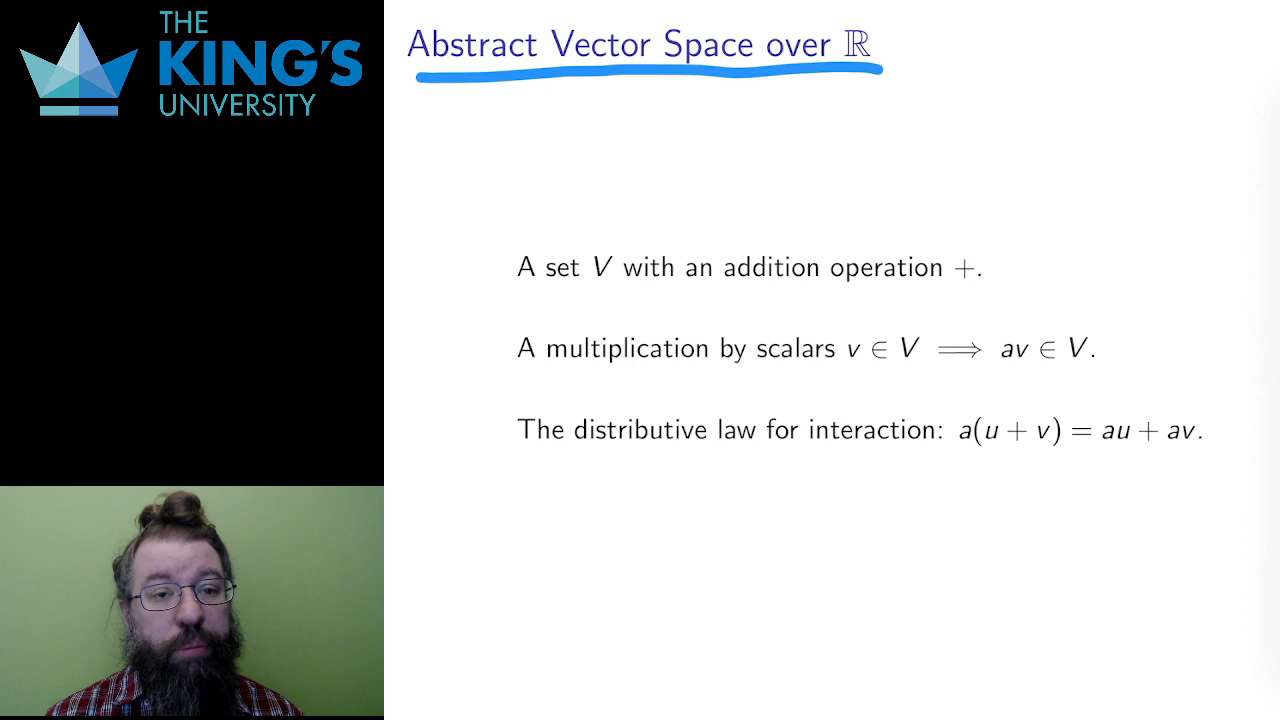 THE
KING'S
UNIVERSITY
Abstract Vector Space over ℝ
A set V with an addition operation +.
A multiplication by scalars v ∈ V ⟹ av ∈ V.
The distributive law for interaction: a(u + v) = au + av.